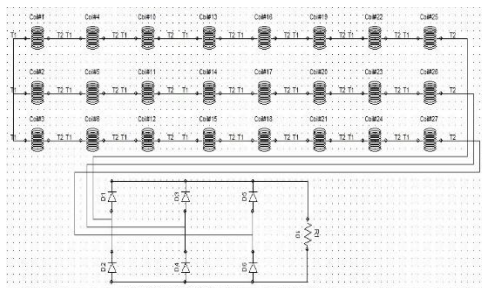 Coil#1 Coil#4 Coil#10 Coil#13 Coil#16 Coil#19 Coil#22 Coil#25
T1 T2 T1 T2 T1 T2 T1 T2 T1 T2 T1 T2 T1 T2 T1 T2
Coil#2 Coil#5 Coil#11 Coil#14 Coil#17 Coil#20 Coil#23 Coil#26
T1 T2 T1 T2 T1 T2 T1 T2 T1 T2 T1 T2 T1 T2 T1 T2
Coil#3 Coil#6 Coil#12 Coil#15 Coil#18 Coil#21 Coil#24 Coil#27
T1 T2 T1 T2 T1 T2 T1 T2 T1 T2 T1 T2 T1 T2 T1 T2
D1 D3 D5
10 R1
D2 D4 D6